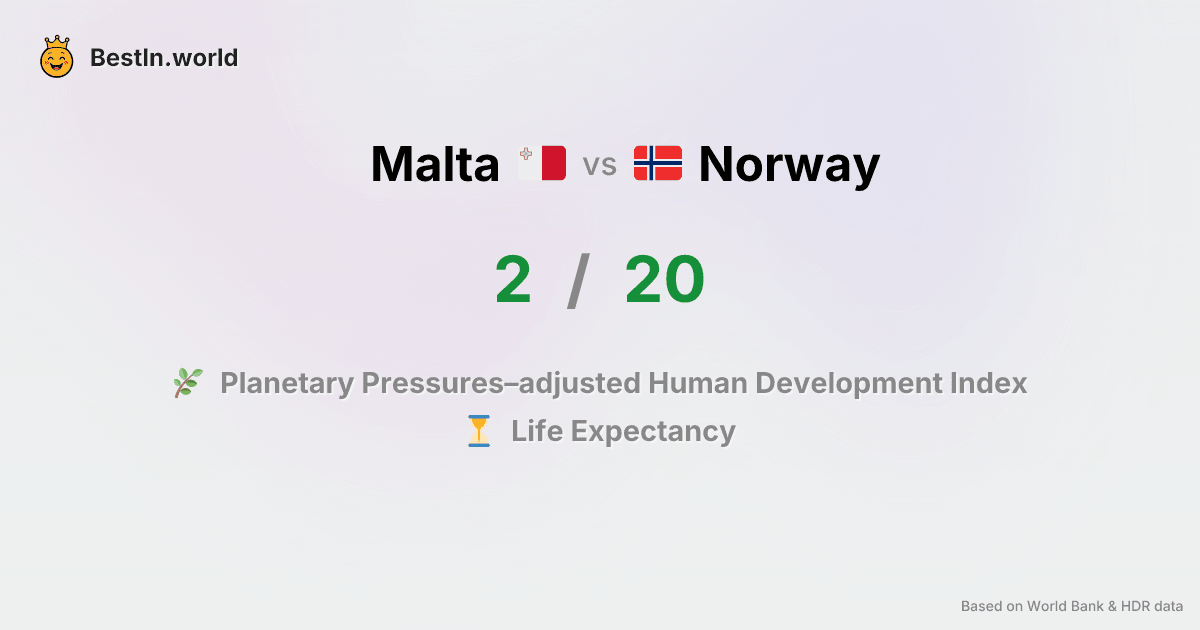 BestIn.world
Malta vs Norway
2 / 20
Planetary Pressures–adjusted Human Development Index
Life Expectancy
Based on World Bank & HDR data